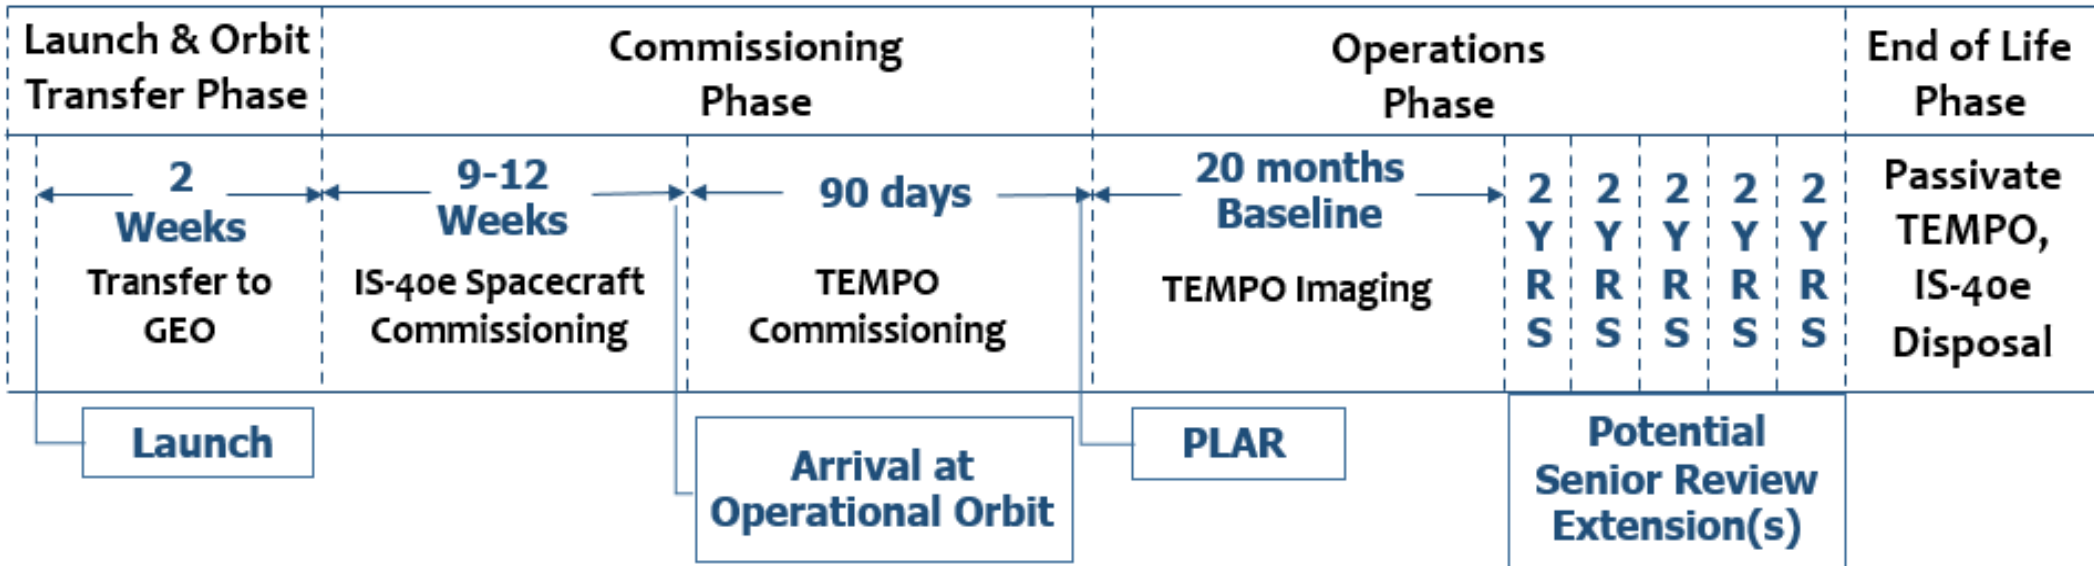 Launch & Orbit
Transfer Phase
Commissioning
Phase
Operations
Phase
End of Life
Phase
2
Weeks
Transfer to
GEO
9-12
Weeks
IS-40e Spacecraft
Commissioning
90 days
TEMPO
Commissioning
20 months
Baseline
TEMPO Imaging
2
Y
R
S
2
Y
R
S
2
Y
R
S
2
Y
R
S
2
Y
R
S
Passivate
TEMPO,
IS-40e
Disposal
Launch
Arrival at
Operational Orbit
PLAR
Potential
Senior Review
Extension(s)